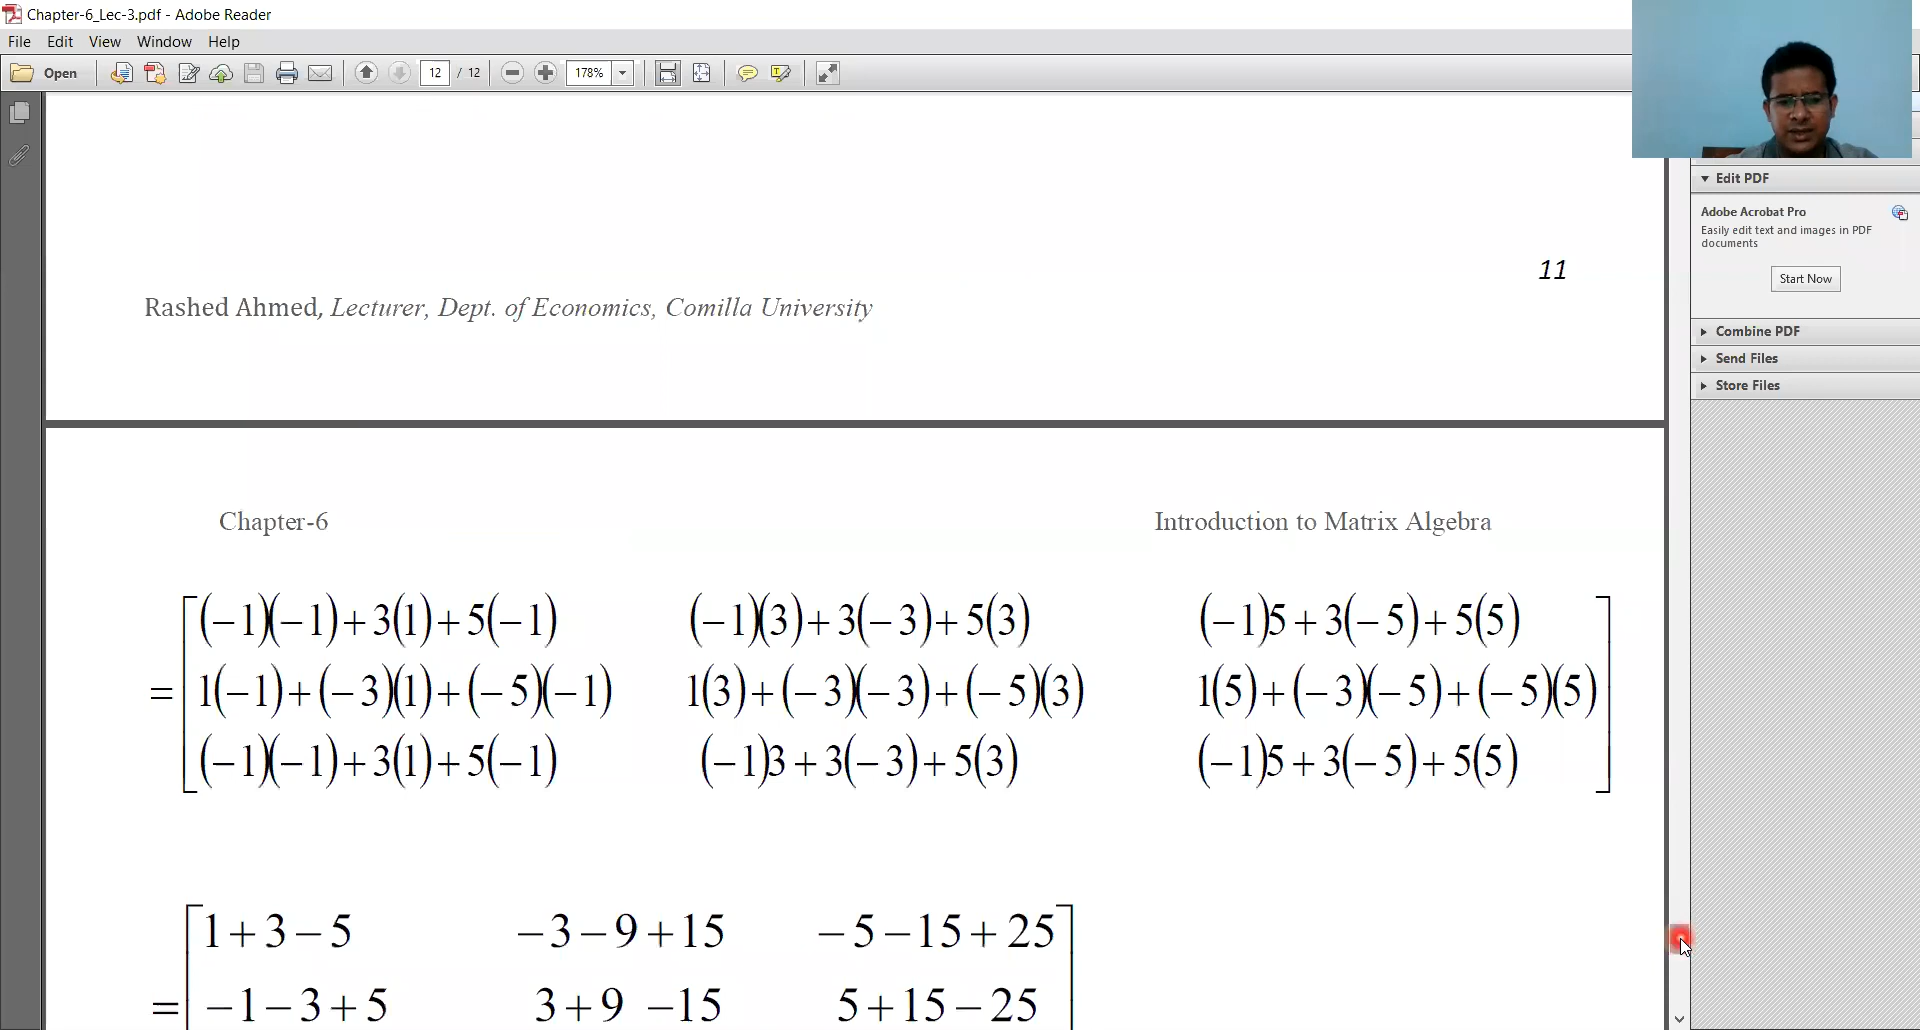 Chapter-6_Lec-3.pdf - Adobe Reader
File Edit View Window Help
Open 12 / 12 178%
Edit PDF
Adobe Acrobat Pro
Easily edit text and images in PDF
documents
Start Now
Combine PDF
Send Files
Store Files
11
Rashed Ahmed, Lecturer, Dept. of Economics, Comilla University
Chapter-6 Introduction to Matrix Algebra
(−1)(−1)+3(1)+5(−1) (−1)(3)+3(−3)+5(3) (−1)5+3(−5)+5(5)
= 1(−1)+(−3)(1)+(−5)(−1) 1(3)+(−3)(−3)+(−5)(3) 1(5)+(−3)(−5)+(−5)(5)
(−1)(−1)+3(1)+5(−1) (−1)3+3(−3)+5(3) (−1)5+3(−5)+5(5)
1+3−5 −3−9+15 −5−15+25
= −1−3+5 3+9 −15 5+15−25